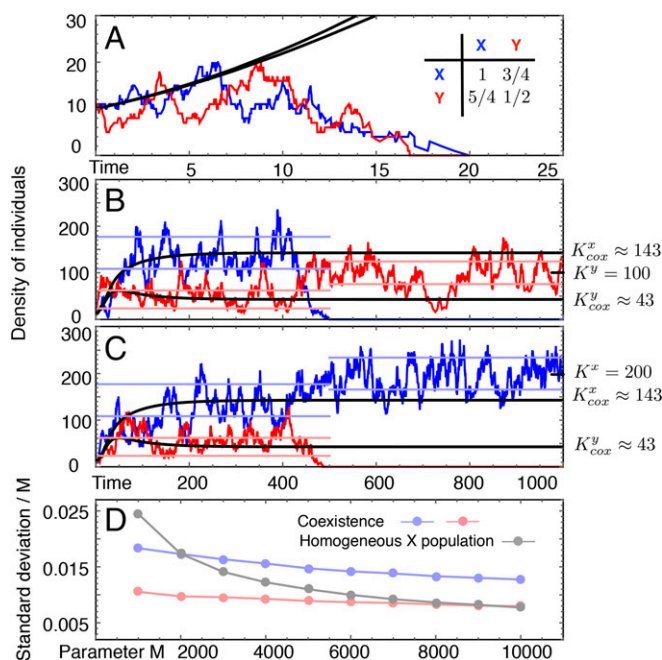 A
30
20
10
0
X Y
X 1 3/4
Y 5/4 1/2
Time 5 10 15 20 25
Density of individuals
B
300
200
100
0
K^x_cox ≈ 143
K^y = 100
K^y_cox ≈ 43
C
300
200
100
0
K^x = 200
K^x_cox ≈ 143
K^y_cox ≈ 43
Time 200 400 600 800 1000
D
Standard deviation / M
0.025
0.015
0.005
Coexistence
Homogeneous X population
Parameter M 2000 4000 6000 8000 10000